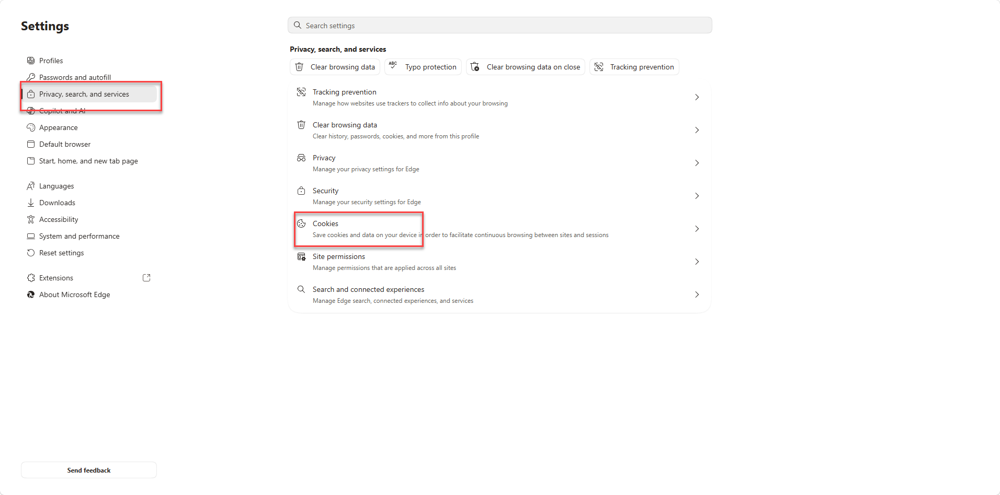 Settings
Profiles
Passwords and autofill
Privacy, search, and services
Copilot and AI
Appearance
Default browser
Start, home, and new tab page
Languages
Downloads
Accessibility
System and performance
Reset settings
Extensions
About Microsoft Edge
Send feedback
Search settings
Privacy, search, and services
Clear browsing data
ABC
Typo protection
Clear browsing data on close
Tracking prevention
Tracking prevention
Manage how websites use trackers to collect info about your browsing
Clear browsing data
Clear history, passwords, cookies, and more from this profile
Privacy
Manage your privacy settings for Edge
Security
Manage your security settings for Edge
Cookies
Save cookies and data on your device in order to facilitate continuous browsing between sites and sessions
Site permissions
Manage permissions that are applied across all sites
Search and connected experiences
Manage Edge search, connected experiences, and services